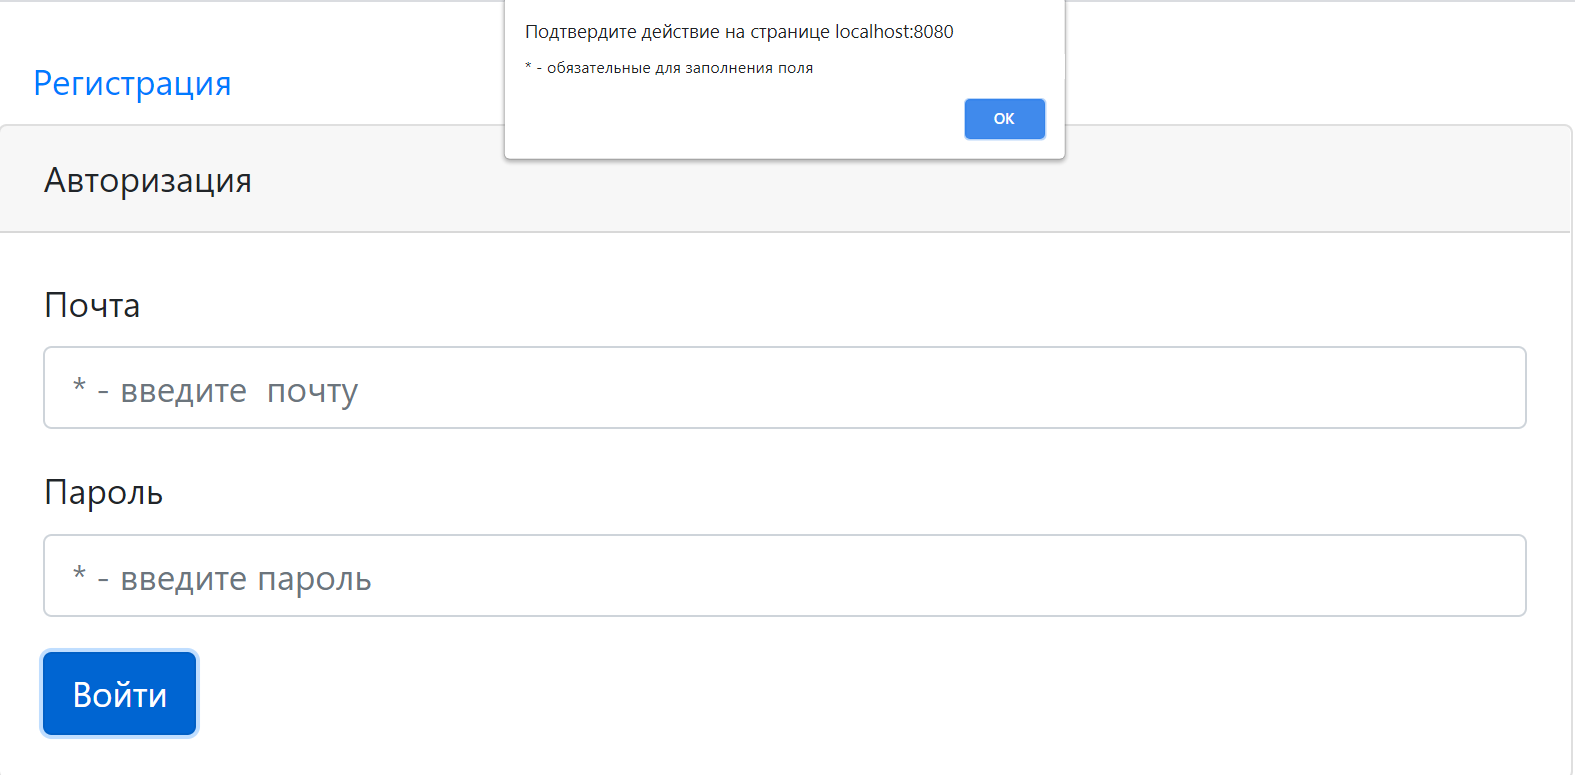 Подтвердите действие на странице localhost:8080
* - обязательные для заполнения поля
ОК
Регистрация
Авторизация
Почта
* - введите  почту
Пароль
* - введите пароль
Войти